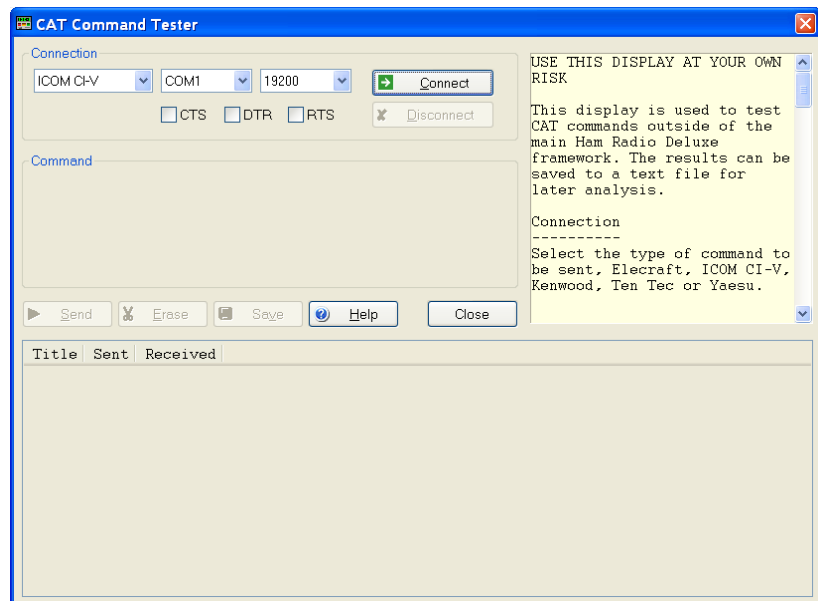 CAT Command Tester
Connection
ICOM CI-V COM1 19200 Connect
CTS DTR RTS Disconnect
Command
Send Erase Save Help Close
USE THIS DISPLAY AT YOUR OWN
RISK
This display is used to test
CAT commands outside of the
main Ham Radio Deluxe
framework. The results can be
saved to a text file for
later analysis.
Connection
----------
Select the type of command to
be sent, Elecraft, ICOM CI-V,
Kenwood, Ten Tec or Yaesu.
Title Sent Received